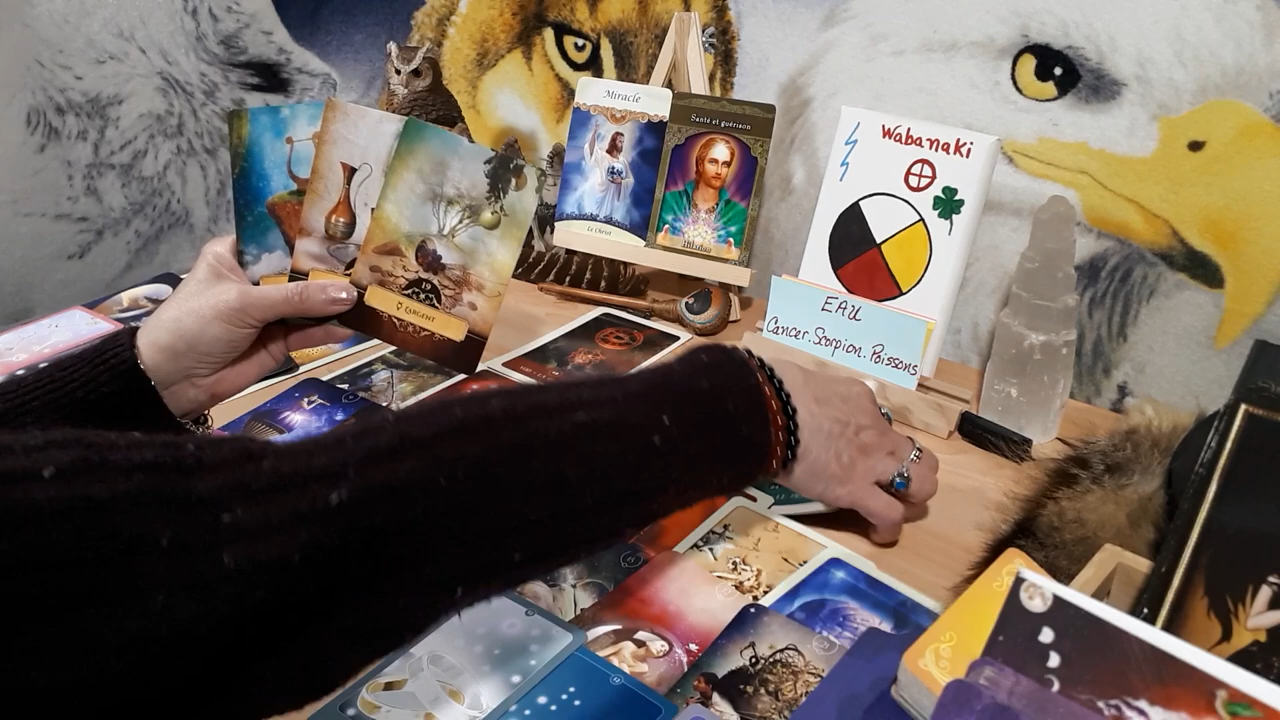 Miracle
Le Christ
Santé et guérison
Hilarion
Wabanaki
EAU
Cancer.Scorpion.Poissons
19
L'ARGENT